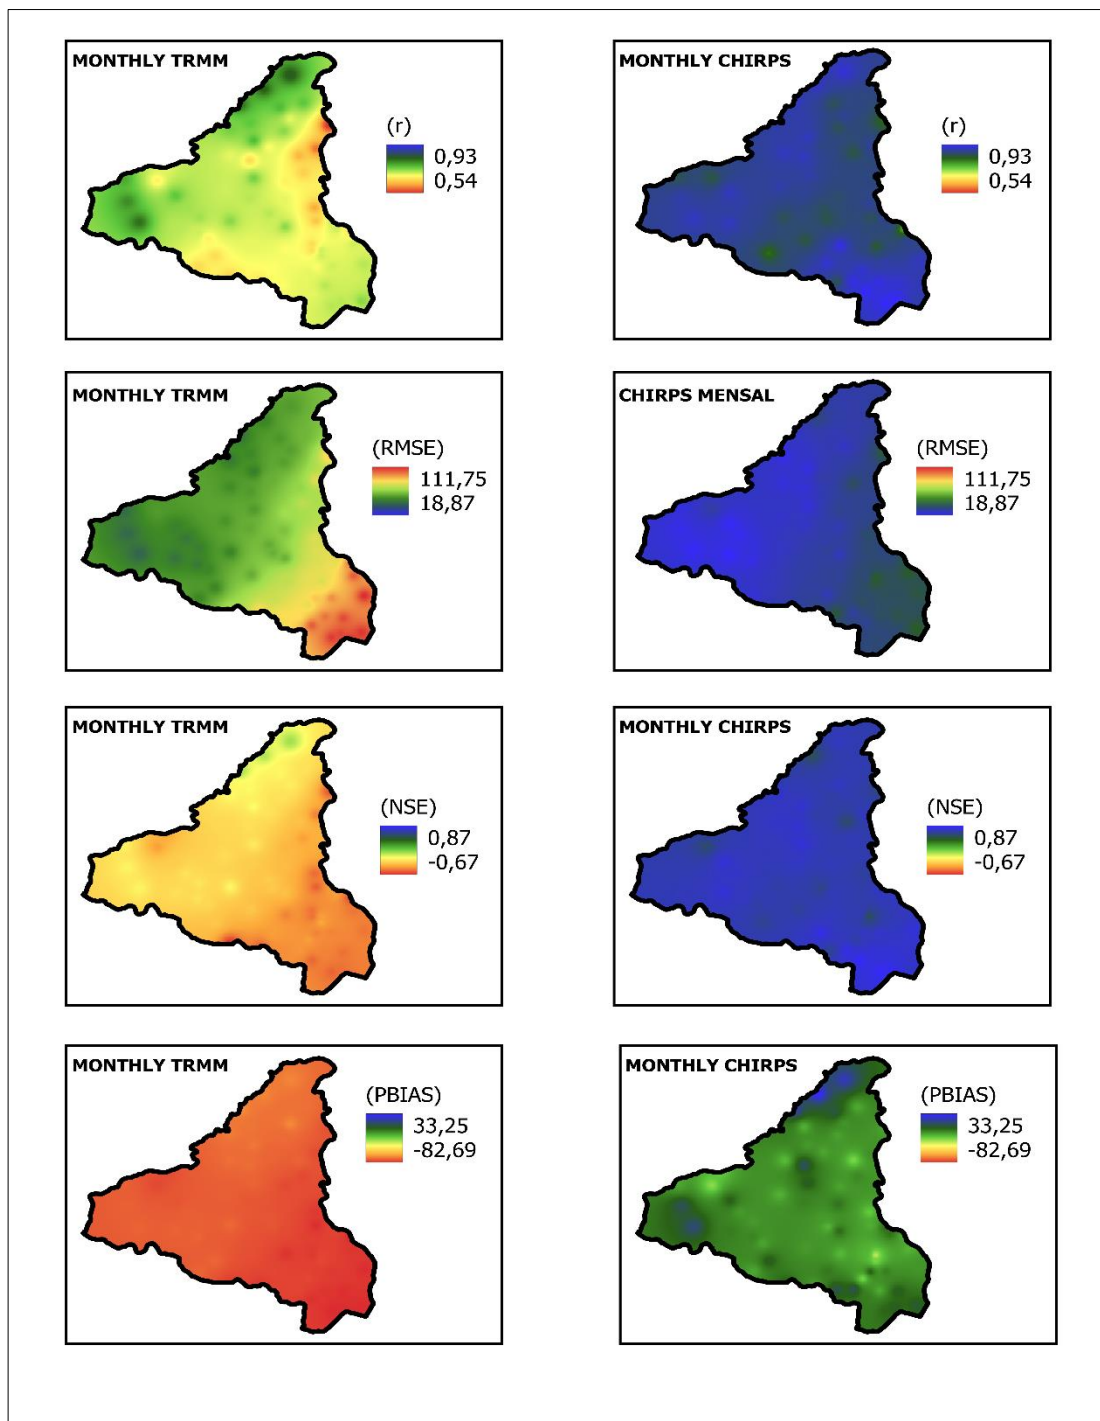 MONTHLY TRMM
(r)
0,93
0,54
MONTHLY CHIRPS
(r)
0,93
0,54
MONTHLY TRMM
(RMSE)
111,75
18,87
CHIRPS MENSAL
(RMSE)
111,75
18,87
MONTHLY TRMM
(NSE)
0,87
-0,67
MONTHLY CHIRPS
(NSE)
0,87
-0,67
MONTHLY TRMM
(PBIAS)
33,25
-82,69
MONTHLY CHIRPS
(PBIAS)
33,25
-82,69